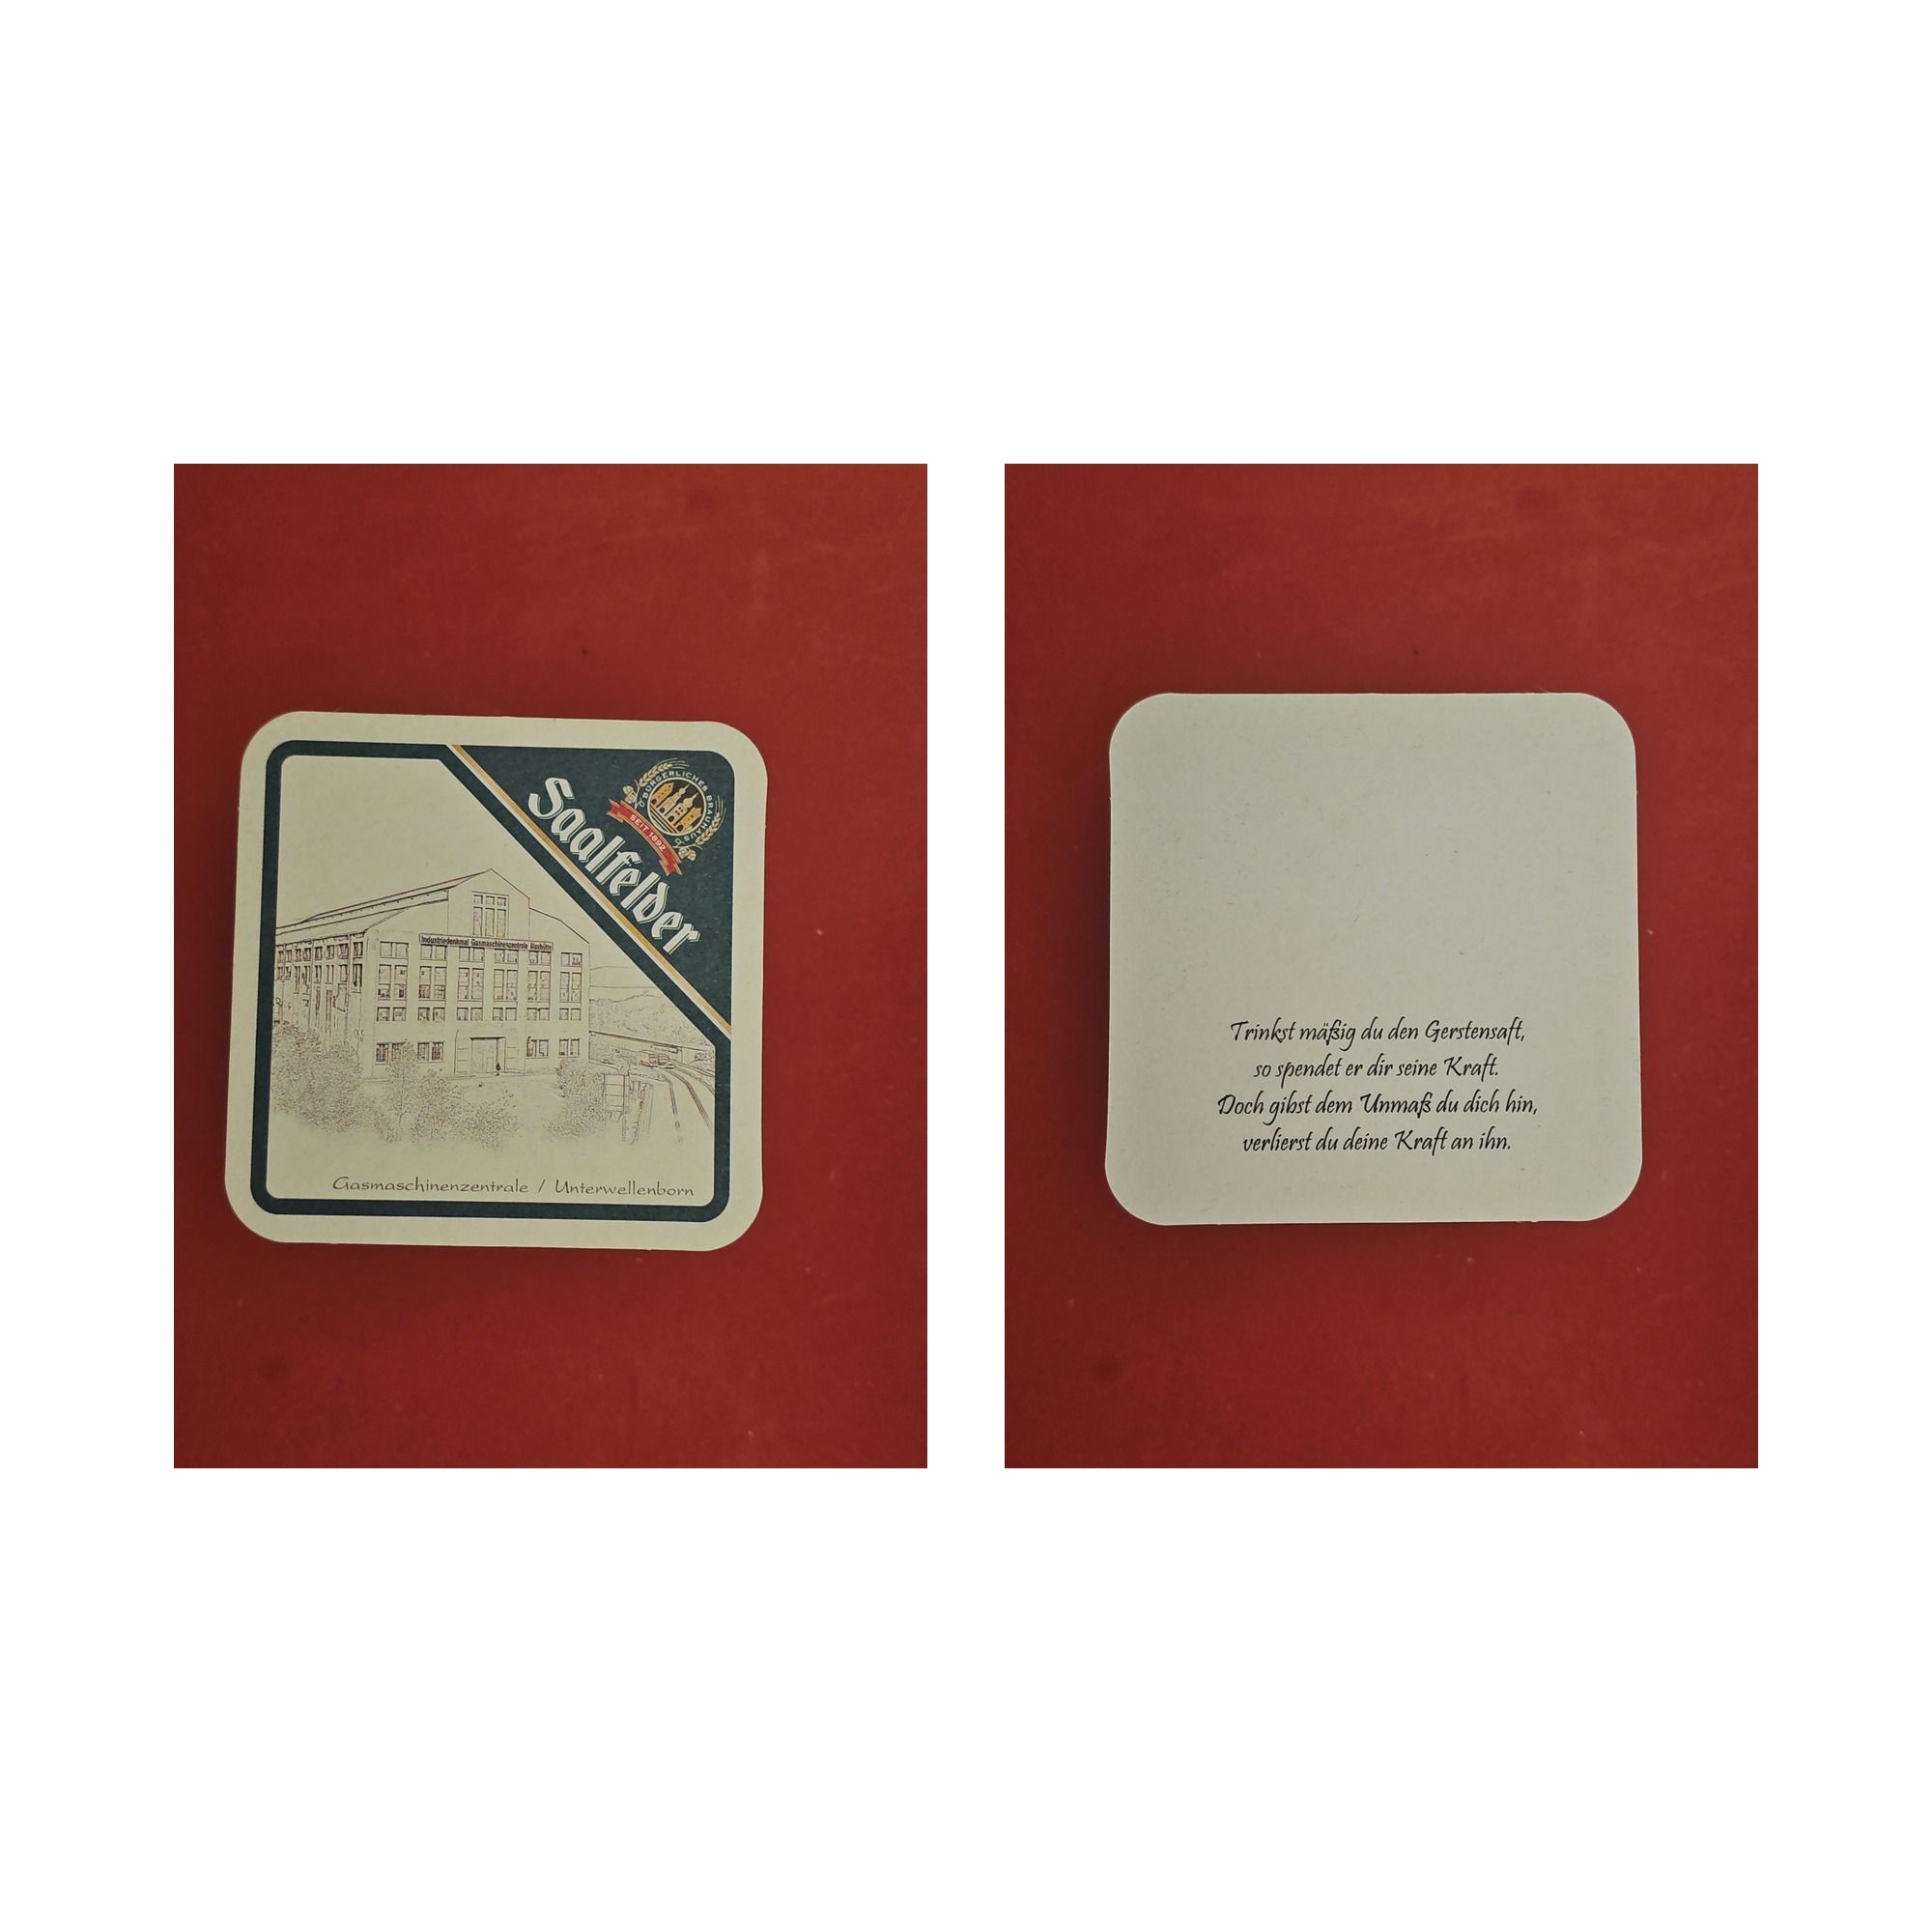 BÜRGERLICHES BRAUHAUS
SEIT 1892
Saalfelder
Industriedenkmal Gasmaschinenzentrale Maxhütte
Gasmaschinenzentrale / Unterwellenborn
Trinkst mäßig du den Gerstensaft,
so spendet er dir seine Kraft.
Doch gibst dem Unmaß du dich hin,
verlierst du deine Kraft an ihn.